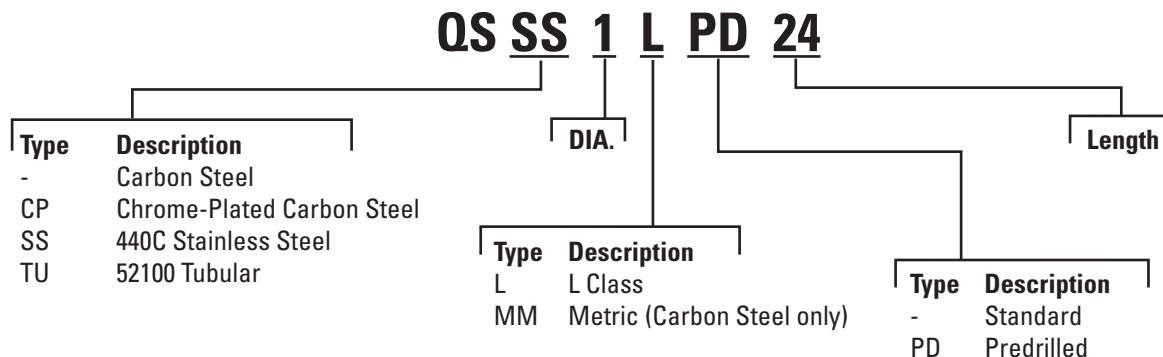 QS SS 1 L PD 24
Type Description
- Carbon Steel
CP Chrome-Plated Carbon Steel
SS 440C Stainless Steel
TU 52100 Tubular
DIA.
Type Description
L L Class
MM Metric (Carbon Steel only)
Type Description
- Standard
PD Predrilled
Length